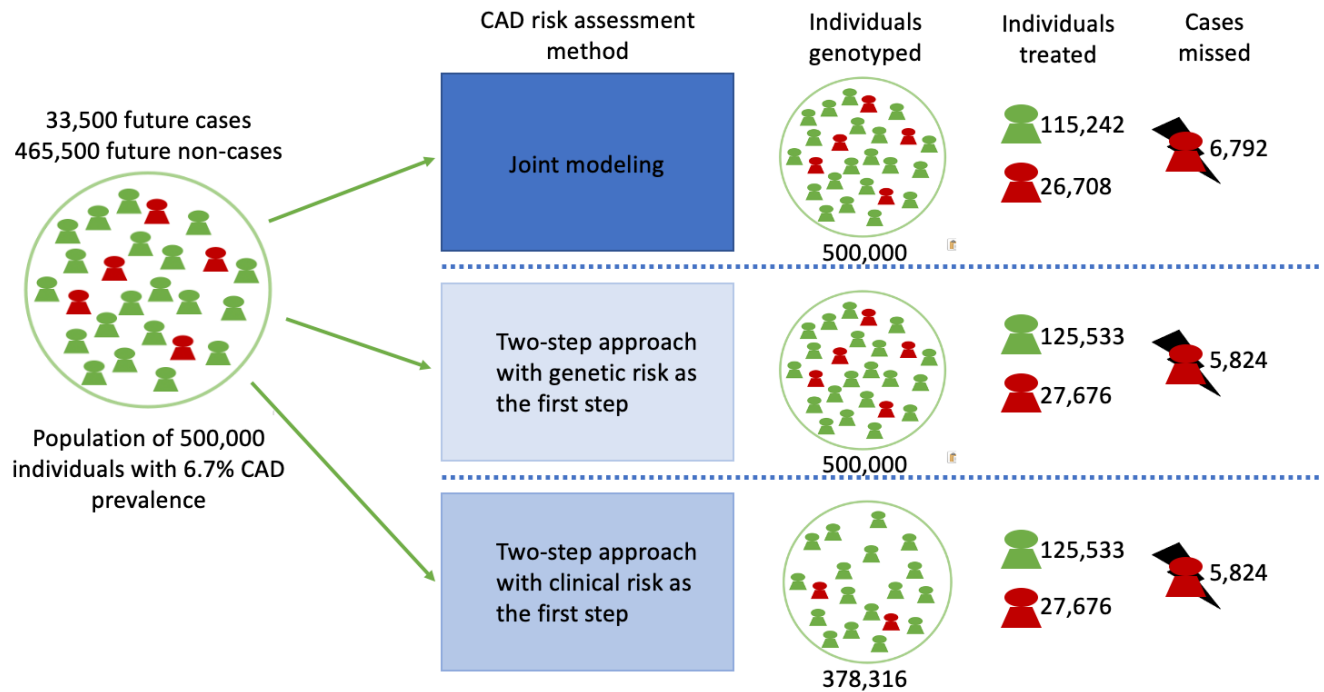 CAD risk assessment
method
Individuals
genotyped
Individuals
treated
Cases
missed
33,500 future cases
465,500 future non-cases
Population of 500,000
individuals with 6.7% CAD
prevalence
Joint modeling
500,000
115,242
26,708
6,792
Two-step approach
with genetic risk as
the first step
500,000
125,533
27,676
5,824
Two-step approach
with clinical risk as
the first step
378,316
125,533
27,676
5,824